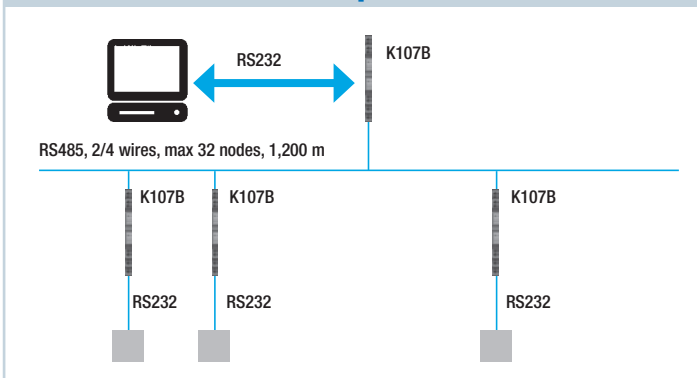 RS232
K107B
RS485, 2/4 wires, max 32 nodes, 1,200 m
K107B
K107B
K107B
RS232
RS232
RS232